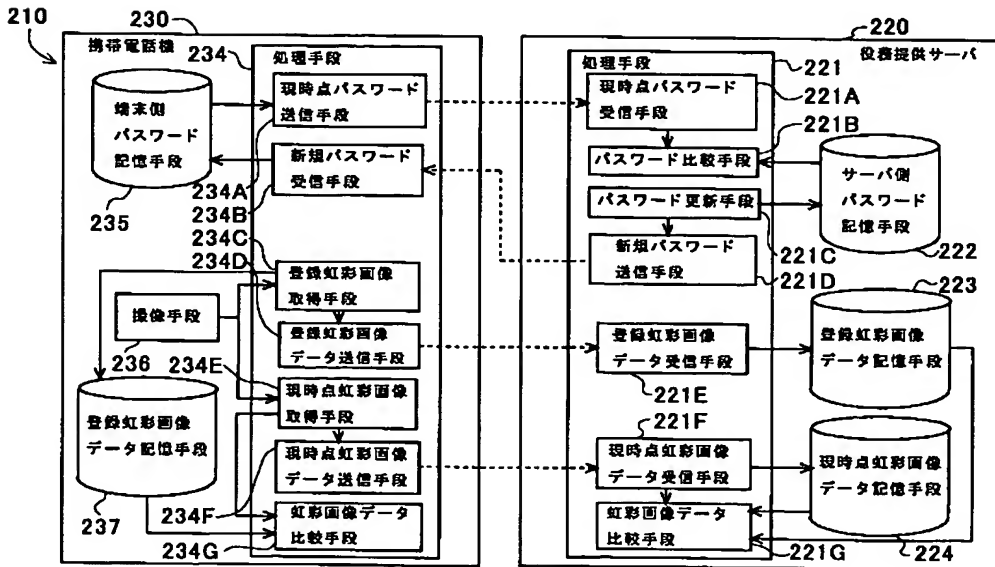 210
230
携帯電話機
234
処理手段
端末側
パスワード
記憶手段
235
現時点パスワード
送信手段
234A
新規パスワード
受信手段
234B
234C
234D
登録虹彩画像
取得手段
撮像手段
236
登録虹彩画像
データ送信手段
234E
現時点虹彩画像
取得手段
登録虹彩画像
データ記憶手段
237
現時点虹彩画像
データ送信手段
234F
虹彩画像データ
比較手段
234G
220
役務提供サーバ
処理手段
221
現時点パスワード
受信手段
221A
221B
パスワード比較手段
サーバ側
パスワード
記憶手段
222
パスワード更新手段
221C
新規パスワード
送信手段
221D
223
登録虹彩画像
データ受信手段
221E
登録虹彩画像
データ記憶手段
221F
現時点虹彩画像
データ受信手段
現時点虹彩画像
データ記憶手段
224
虹彩画像データ
比較手段
221G